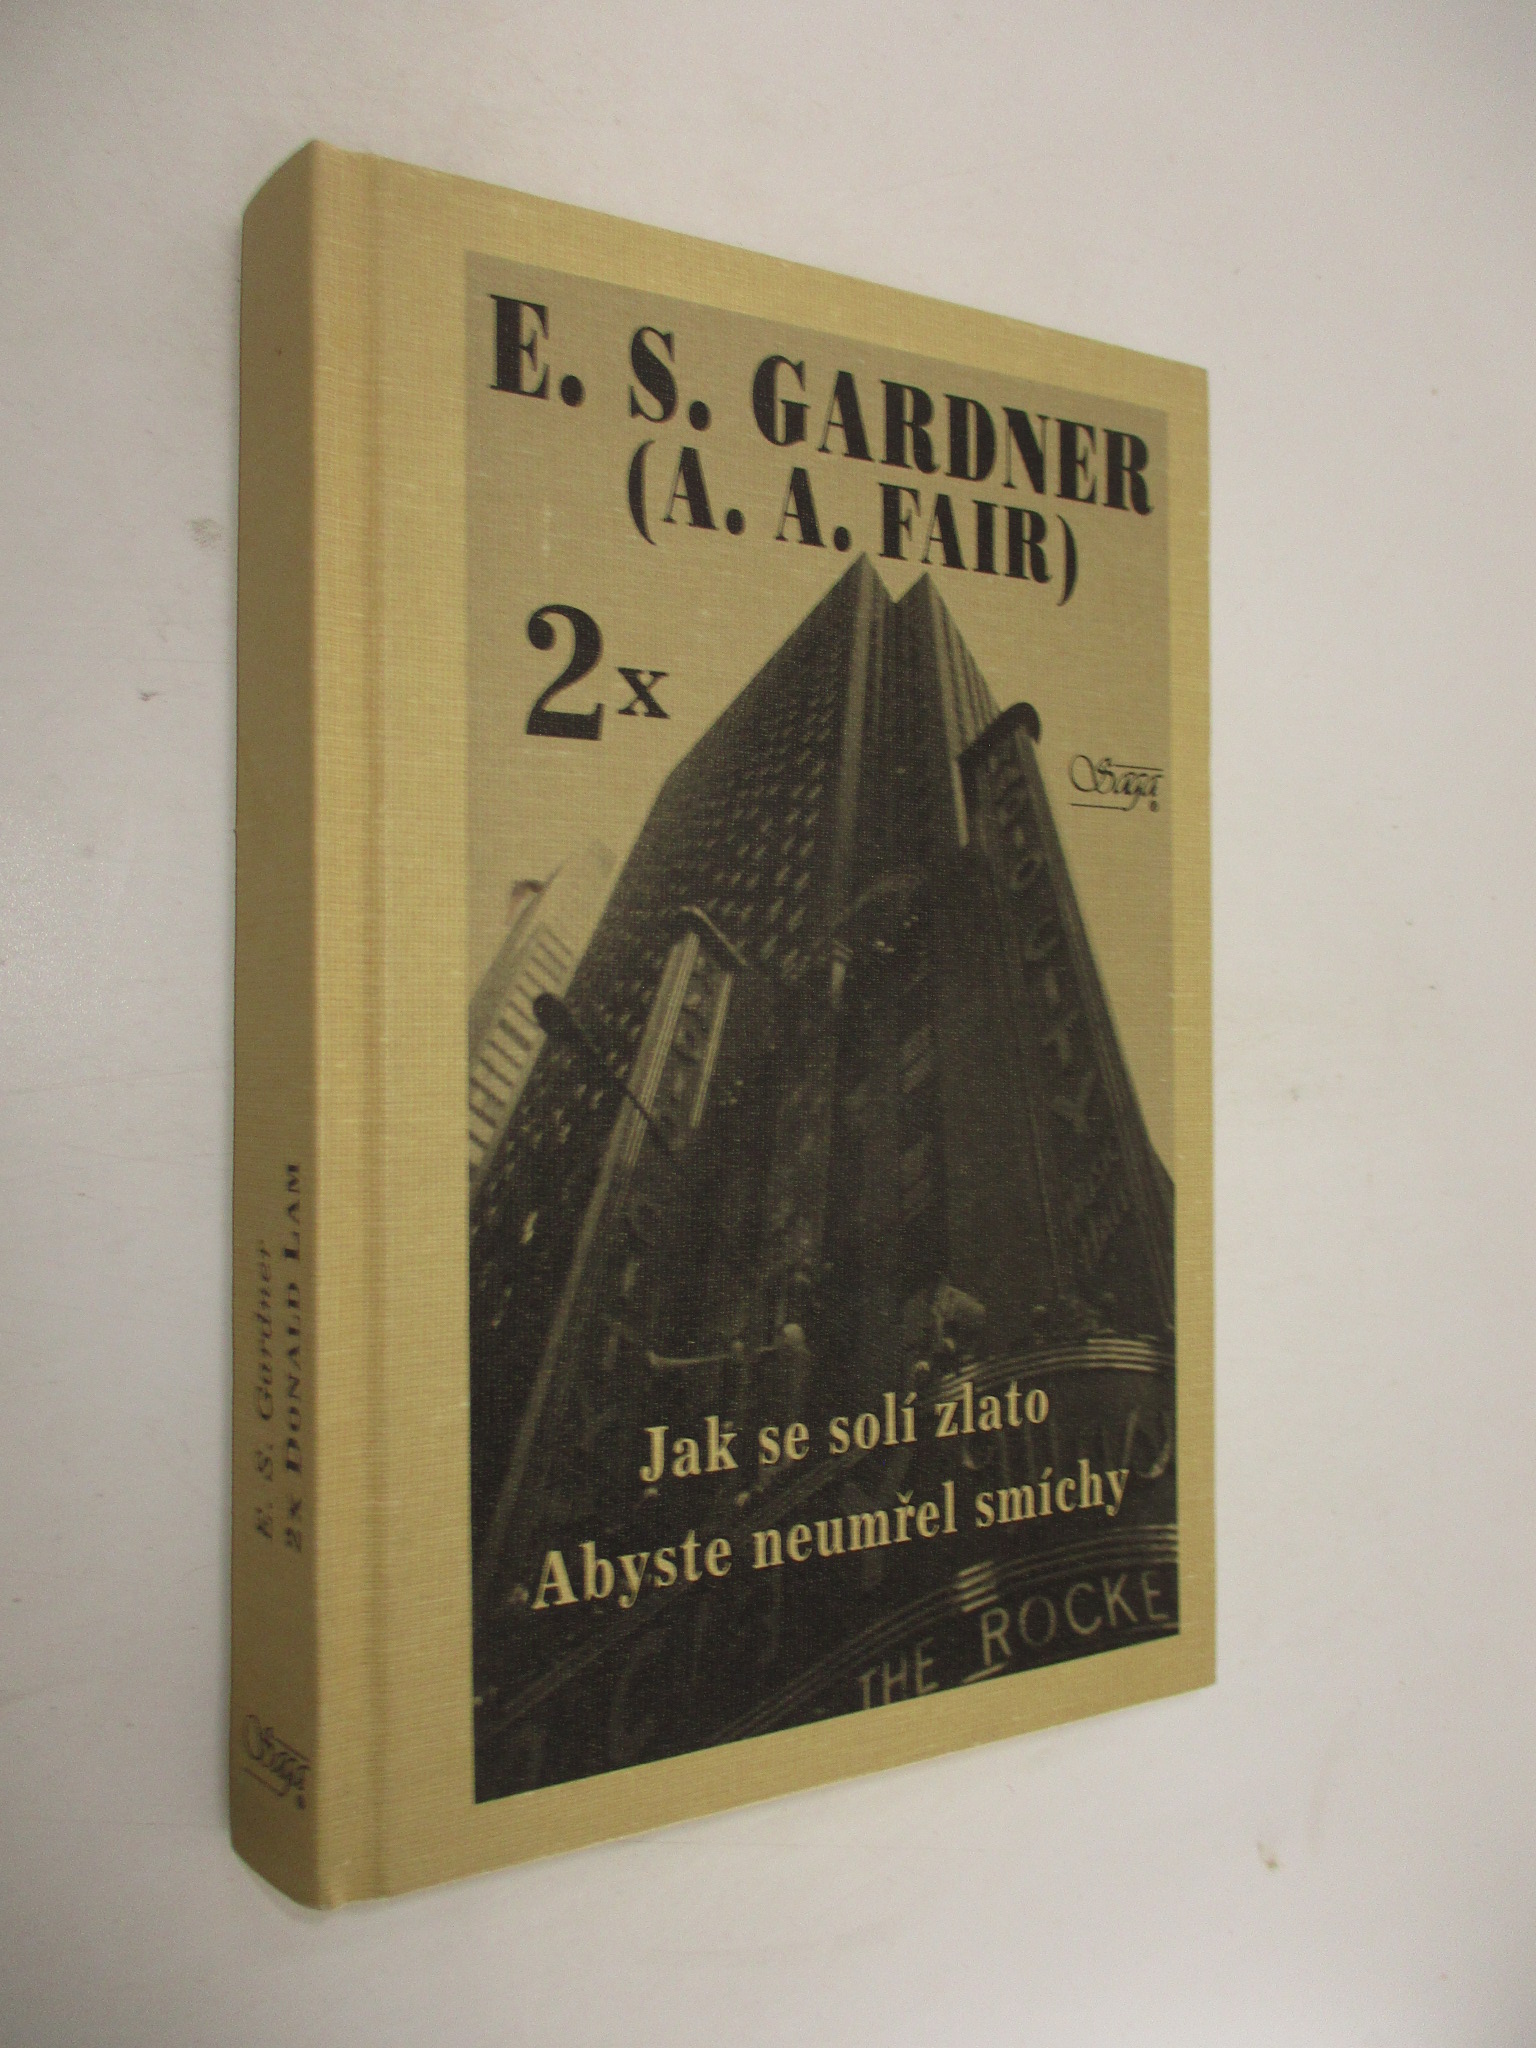 E. S. GARDNER
(A. A. FAIR)
2x
Saga®
Jak se solí zlato
Abyste neumřel smíchy
THE ROCKE
E. S. Gardner
2x DONALD LAM
Saga®